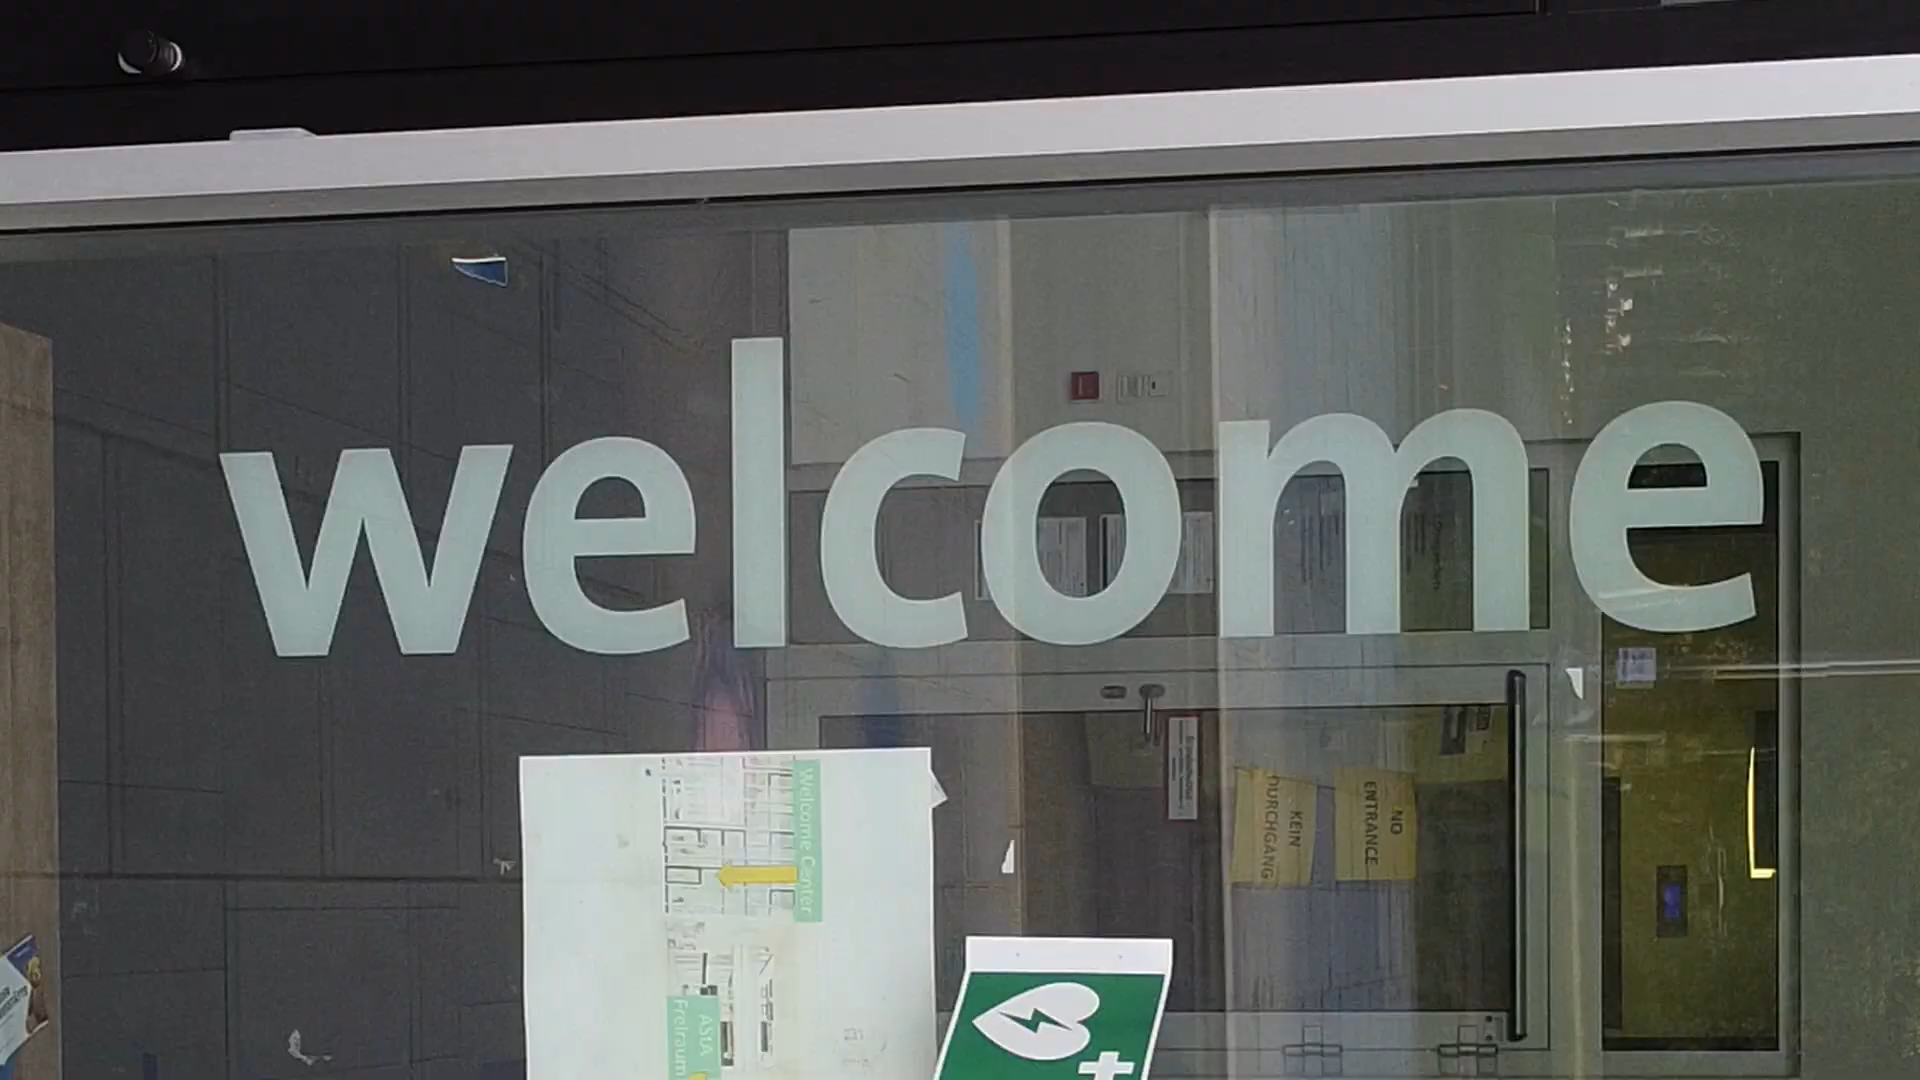 welcome
Welcome Center
AStA
Freiraum
KEIN
DURCHGANG
NO
ENTRANCE